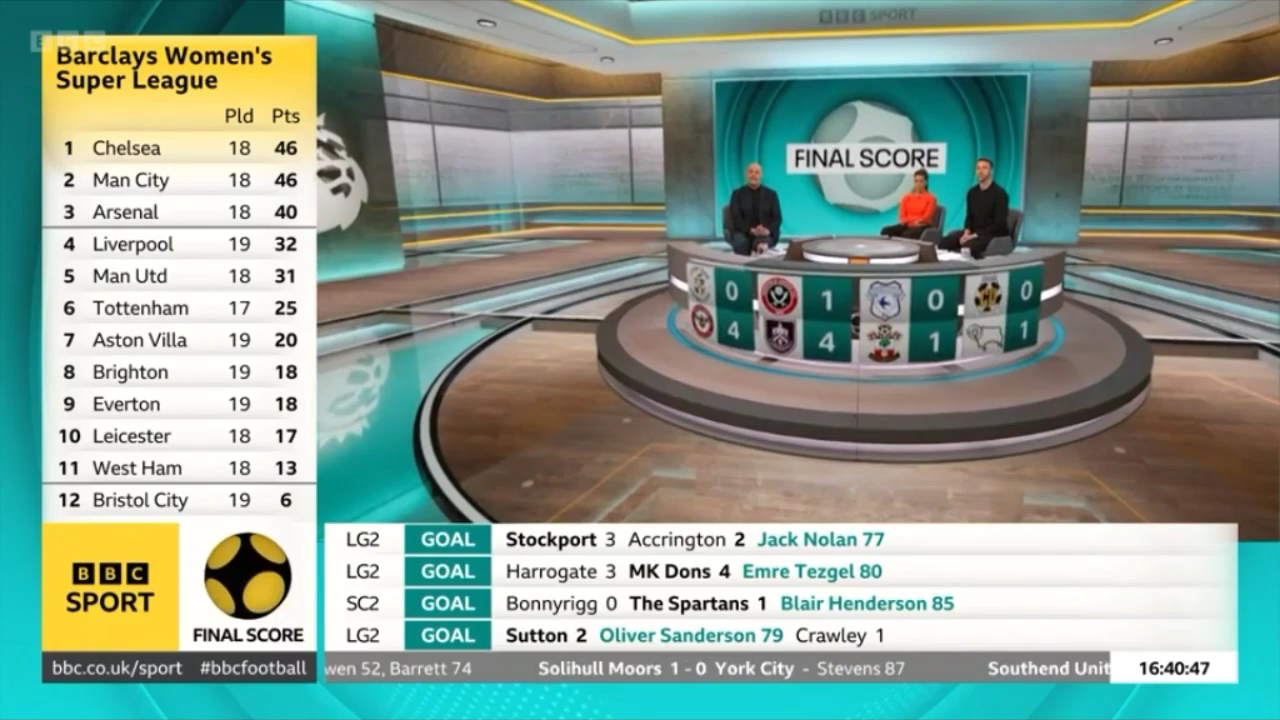 BBC
BBC SPORT
Barclays Women's
Super League
Pld Pts
1 Chelsea 18 46
2 Man City 18 46
3 Arsenal 18 40
4 Liverpool 19 32
5 Man Utd 18 31
6 Tottenham 17 25
7 Aston Villa 19 20
8 Brighton 19 18
9 Everton 19 18
10 Leicester 18 17
11 West Ham 18 13
12 Bristol City 19 6
FINAL SCORE
0 1 0 0
4 4 1 1
BBC
SPORT
FINAL SCORE
LG2 GOAL Stockport 3 Accrington 2 Jack Nolan 77
LG2 GOAL Harrogate 3 MK Dons 4 Emre Tezgel 80
SC2 GOAL Bonnyrigg 0 The Spartans 1 Blair Henderson 85
LG2 GOAL Sutton 2 Oliver Sanderson 79 Crawley 1
bbc.co.uk/sport #bbcfootball wen 52, Barrett 74 Solihull Moors 1 - 0 York City - Stevens 87 Southend Unit 16:40:47